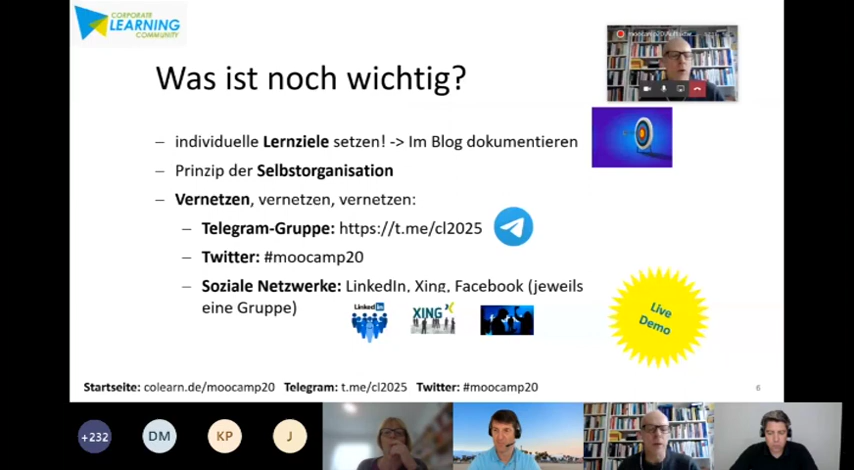 CORPORATE
LEARNING
COMMUNITY
Was ist noch wichtig?
– individuelle Lernziele setzen! -> Im Blog dokumentieren
– Prinzip der Selbstorganisation
– Vernetzen, vernetzen, vernetzen:
– Telegram-Gruppe: https://t.me/cl2025
– Twitter: #moocamp20
– Soziale Netzwerke: LinkedIn, Xing, Facebook (jeweils
eine Gruppe)
LinkedIn
XING
Live
Demo
Startseite: colearn.de/moocamp20 Telegram: t.me/cl2025 Twitter: #moocamp20
6
+232
DM
KP
J